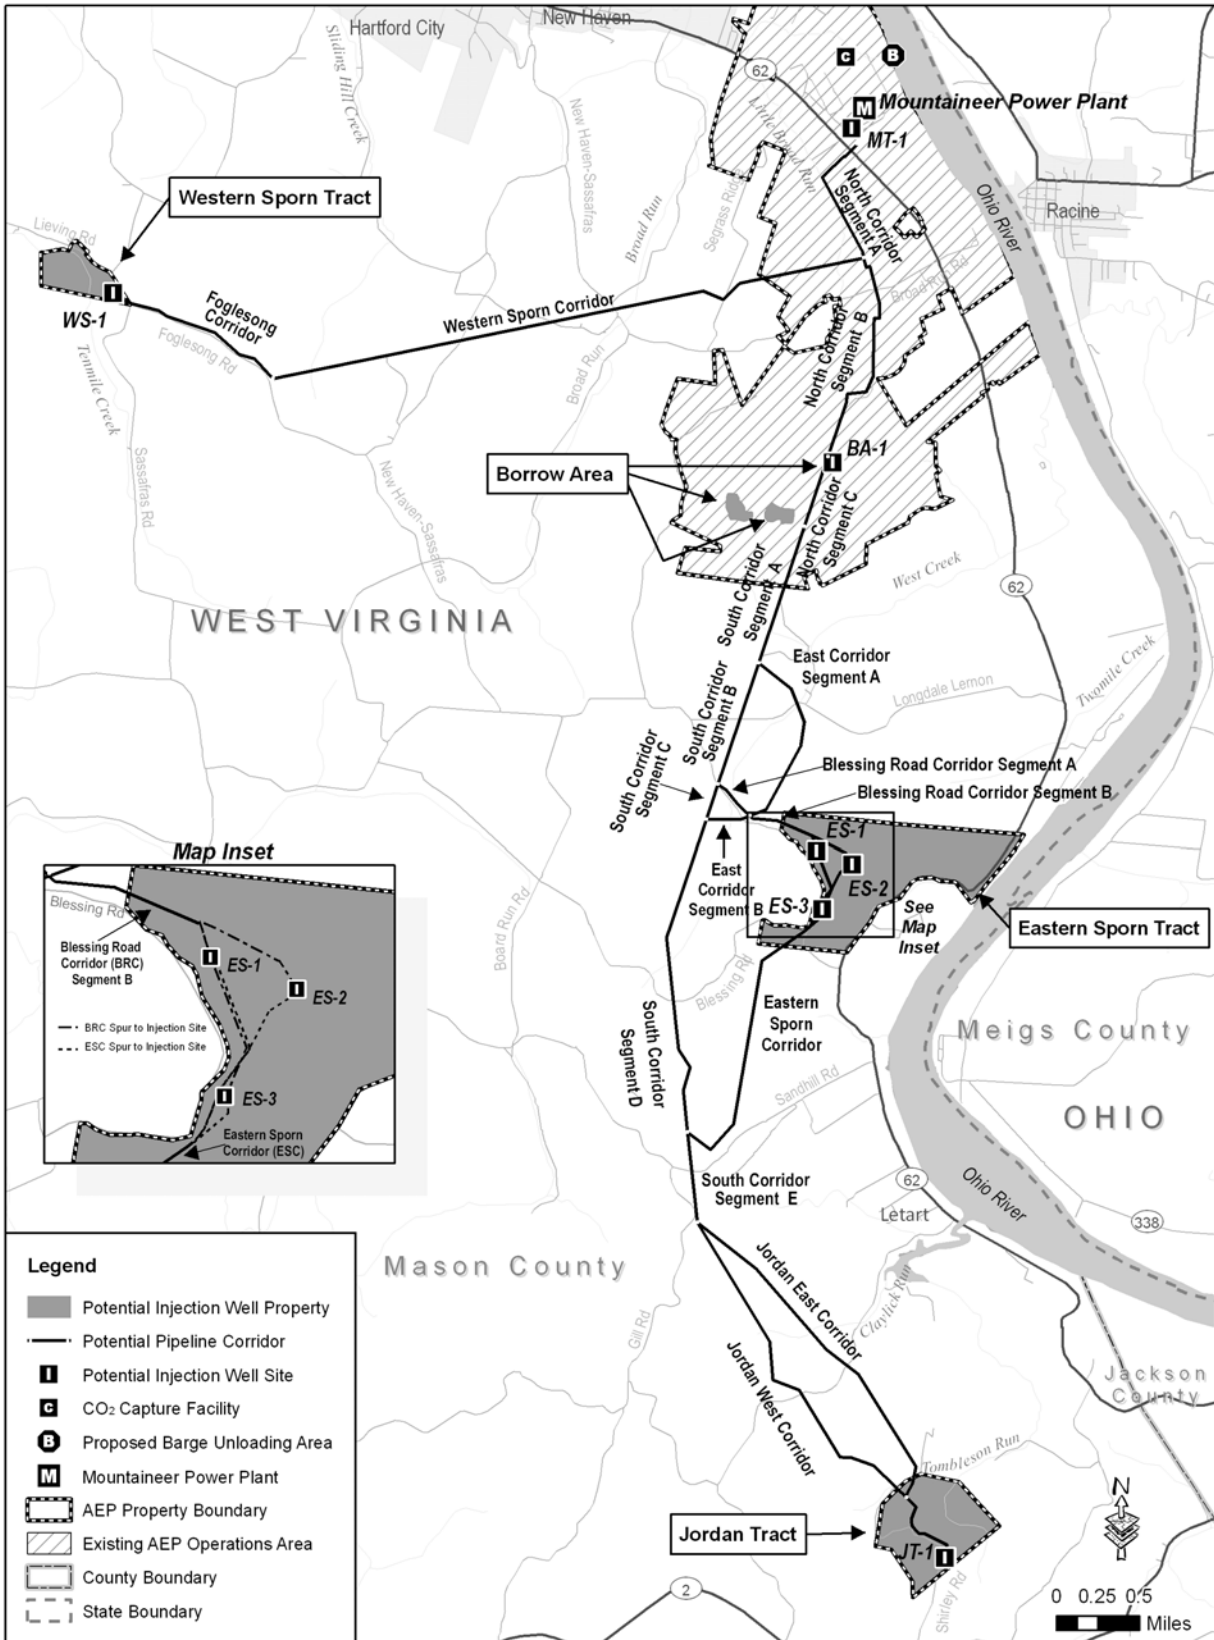 Hartford City
New Haven
Sliding Hill Creek
62
C
B
M
Mountaineer Power Plant
I
MT-1
Little Broad Run
New Haven-Sassafras
Broad Run
Segrass Ridge
North Corridor
Segment A
Ohio River
Racine
Western Sporn Tract
Lieving Rd
I
WS-1
Foglesong
Corridor
Foglesong Rd
Western Sporn Corridor
Broad Run Rd
North Corridor
Segment B
Tenmile Creek
Broad Run
Sassafras Rd
New Haven-Sassafras
Borrow Area
I
BA-1
North Corridor
Segment C
South Corridor
Segment A
West Creek
62
WEST VIRGINIA
East Corridor
Segment A
Longdale Lernon
Twomile Creek
South Corridor
Segment B
South Corridor
Segment C
Blessing Road Corridor Segment A
Blessing Road Corridor Segment B
ES-1
I
I
ES-2
ES-3
I
East
Corridor
Segment B
See
Map
Inset
Eastern Sporn Tract
Map Inset
Blessing Rd
Blessing Road
Corridor (BRC)
Segment B
I
ES-1
I
ES-2
BRC Spur to Injection Site
ESC Spur to Injection Site
I
ES-3
Eastern Sporn
Corridor (ESC)
Board Run Rd
Blessing Rd
Eastern
Sporn
Corridor
South Corridor
Segment D
Sandhill Rd
Meigs County
OHIO
South Corridor
Segment E
62
Letart
Ohio River
338
Mason County
Jordan East Corridor
Claylick Run
Gill Rd
Jordan West Corridor
Jackson
County
Tombleson Run
Jordan Tract
JT-1
I
Shirley Rd
2
N
0 0.25 0.5
Miles
Legend
Potential Injection Well Property
Potential Pipeline Corridor
I Potential Injection Well Site
C CO₂ Capture Facility
B Proposed Barge Unloading Area
M Mountaineer Power Plant
AEP Property Boundary
Existing AEP Operations Area
County Boundary
State Boundary